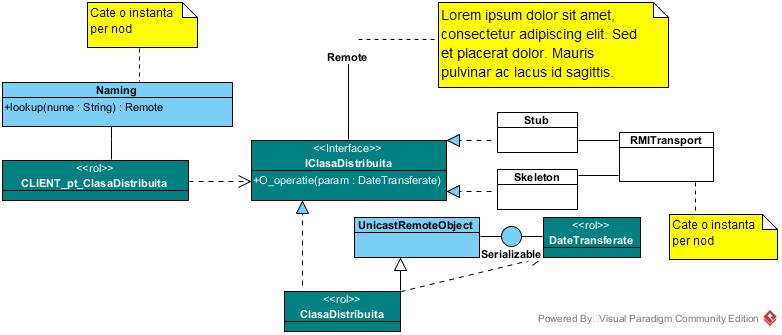 Cate o instanta
per nod
Lorem ipsum dolor sit amet,
consectetur adipiscing elit. Sed
et placerat dolor. Mauris
pulvinar ac lacus id sagittis.
Remote
Naming
+lookup(nume : String) : Remote
Stub
<<Interface>>
IClasaDistribuita
+O_operatie(param : DateTransferate)
RMITransport
<<rol>>
CLIENT_pt_ClasaDistribuita
Skeleton
UnicastRemoteObject
Serializable
<<rol>>
DateTransferate
Cate o instanta
per nod
<<rol>>
ClasaDistribuita
Powered By Visual Paradigm Community Edition